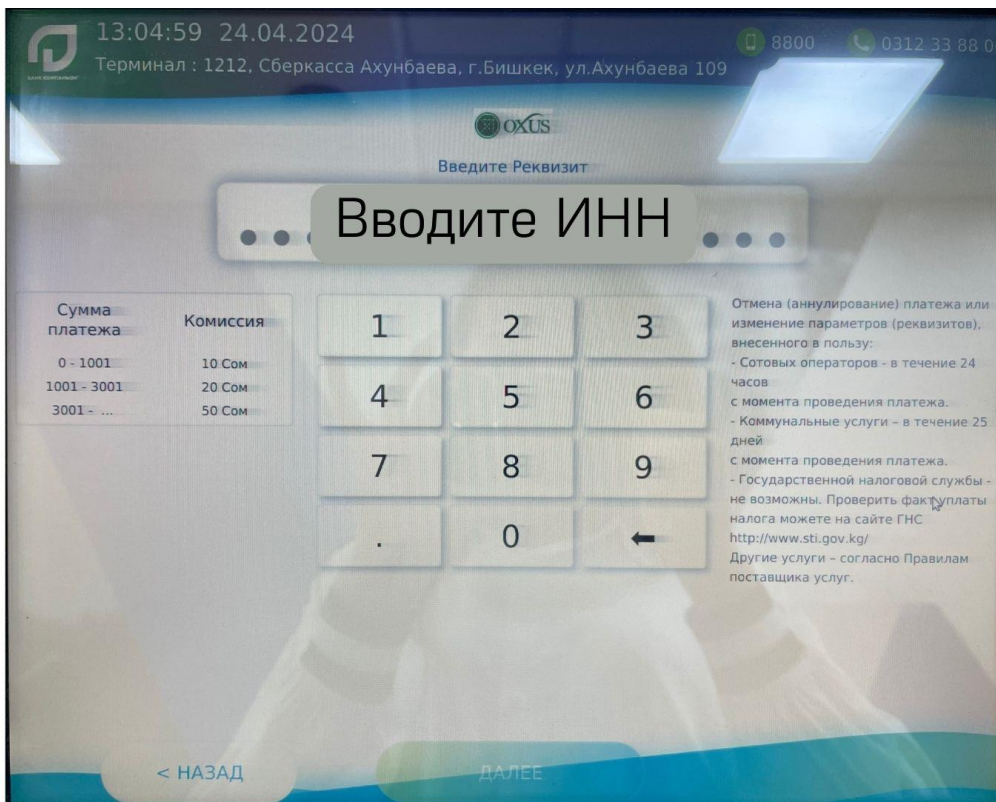 13:04:59 24.04.2024
8800
0312 33 88 0
Терминал : 1212, Сберкасса Ахунбаева, г.Бишкек, ул.Ахунбаева 109
БАНК КОМПАНЬОН
OXUS
Введите Реквизит
Вводите ИНН
Сумма платежа
Комиссия
0 - 1001 10 Сом
1001 - 3001 20 Сом
3001 - ... 50 Сом
1 2 3
4 5 6
7 8 9
. 0 ←
Отмена (аннулирование) платежа или
изменение параметров (реквизитов),
внесенного в пользу:
- Сотовых операторов - в течение 24
часов
с момента проведения платежа.
- Коммунальные услуги – в течение 25
дней
с момента проведения платежа.
- Государственной налоговой службы -
не возможны. Проверить факт уплаты
налога можете на сайте ГНС
http://www.sti.gov.kg/
Другие услуги – согласно Правилам
поставщика услуг.
< НАЗАД
ДАЛЕЕ